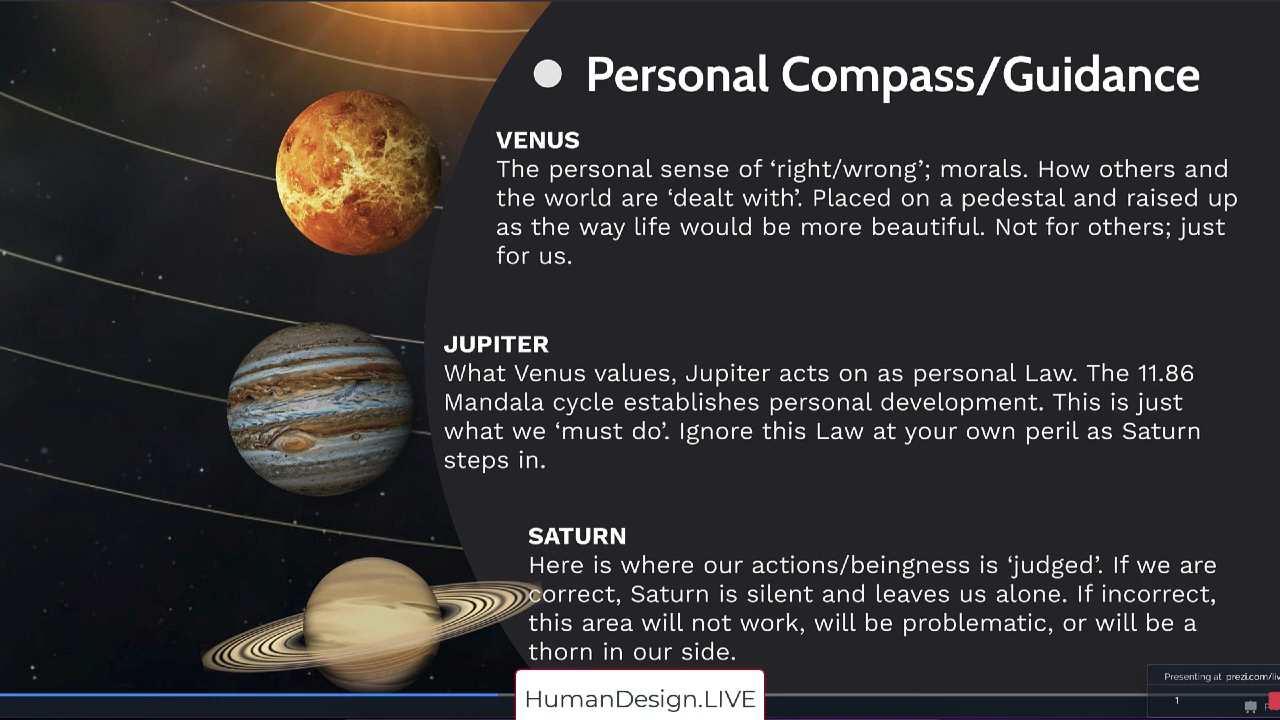 Personal Compass/Guidance
VENUS
The personal sense of ‘right/wrong’; morals. How others and
the world are ‘dealt with’. Placed on a pedestal and raised up
as the way life would be more beautiful. Not for others; just
for us.
JUPITER
What Venus values, Jupiter acts on as personal Law. The 11.86
Mandala cycle establishes personal development. This is just
what we ‘must do’. Ignore this Law at your own peril as Saturn
steps in.
SATURN
Here is where our actions/beingness is ‘judged’. If we are
correct, Saturn is silent and leaves us alone. If incorrect,
this area will not work, will be problematic, or will be a
thorn in our side.
HumanDesign.LIVE
Presenting at prezi.com/liv
1